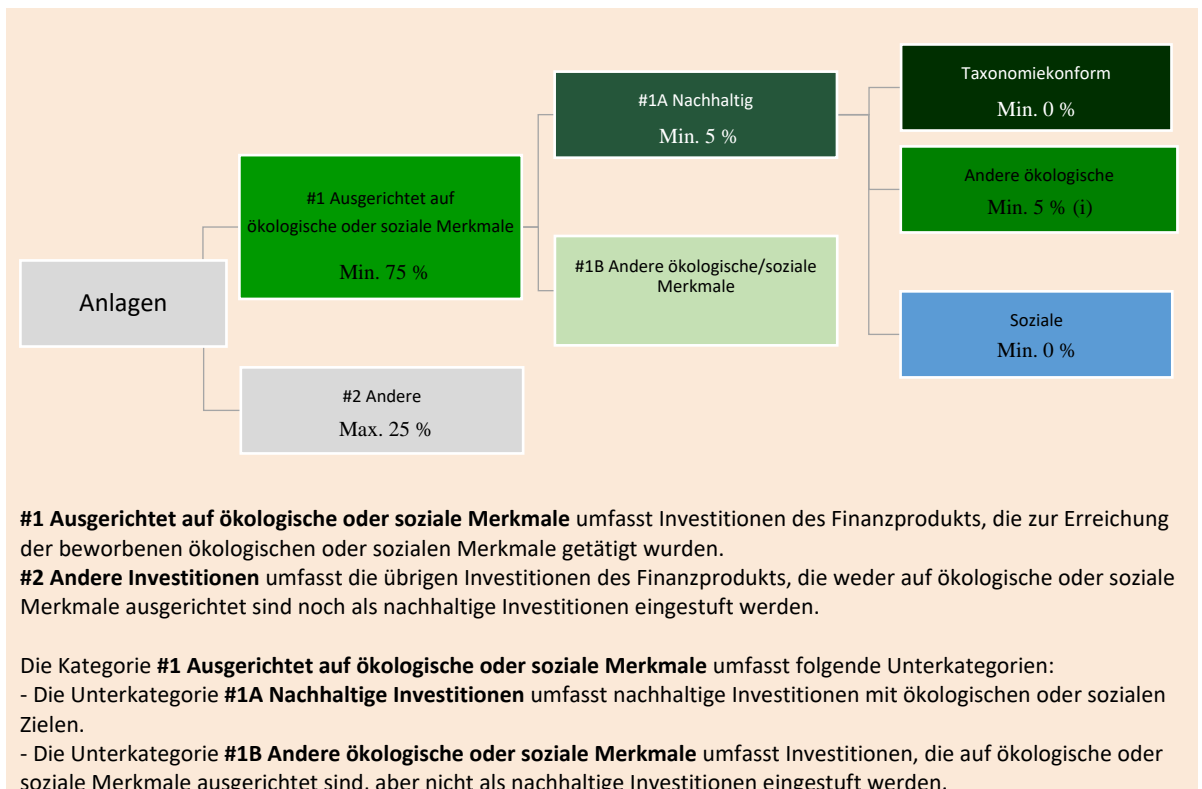 Anlagen
#1 Ausgerichtet auf
ökologische oder soziale Merkmale
Min. 75 %
#2 Andere
Max. 25 %
#1A Nachhaltig
Min. 5 %
#1B Andere ökologische/soziale
Merkmale
Taxonomiekonform
Min. 0 %
Andere ökologische
Min. 5 % (i)
Soziale
Min. 0 %
#1 Ausgerichtet auf ökologische oder soziale Merkmale umfasst Investitionen des Finanzprodukts, die zur Erreichung
der beworbenen ökologischen oder sozialen Merkmale getätigt wurden.
#2 Andere Investitionen umfasst die übrigen Investitionen des Finanzprodukts, die weder auf ökologische oder soziale
Merkmale ausgerichtet sind noch als nachhaltige Investitionen eingestuft werden.
Die Kategorie #1 Ausgerichtet auf ökologische oder soziale Merkmale umfasst folgende Unterkategorien:
- Die Unterkategorie #1A Nachhaltige Investitionen umfasst nachhaltige Investitionen mit ökologischen oder sozialen
Zielen.
- Die Unterkategorie #1B Andere ökologische oder soziale Merkmale umfasst Investitionen, die auf ökologische oder
soziale Merkmale ausgerichtet sind, aber nicht als nachhaltige Investitionen eingestuft werden.